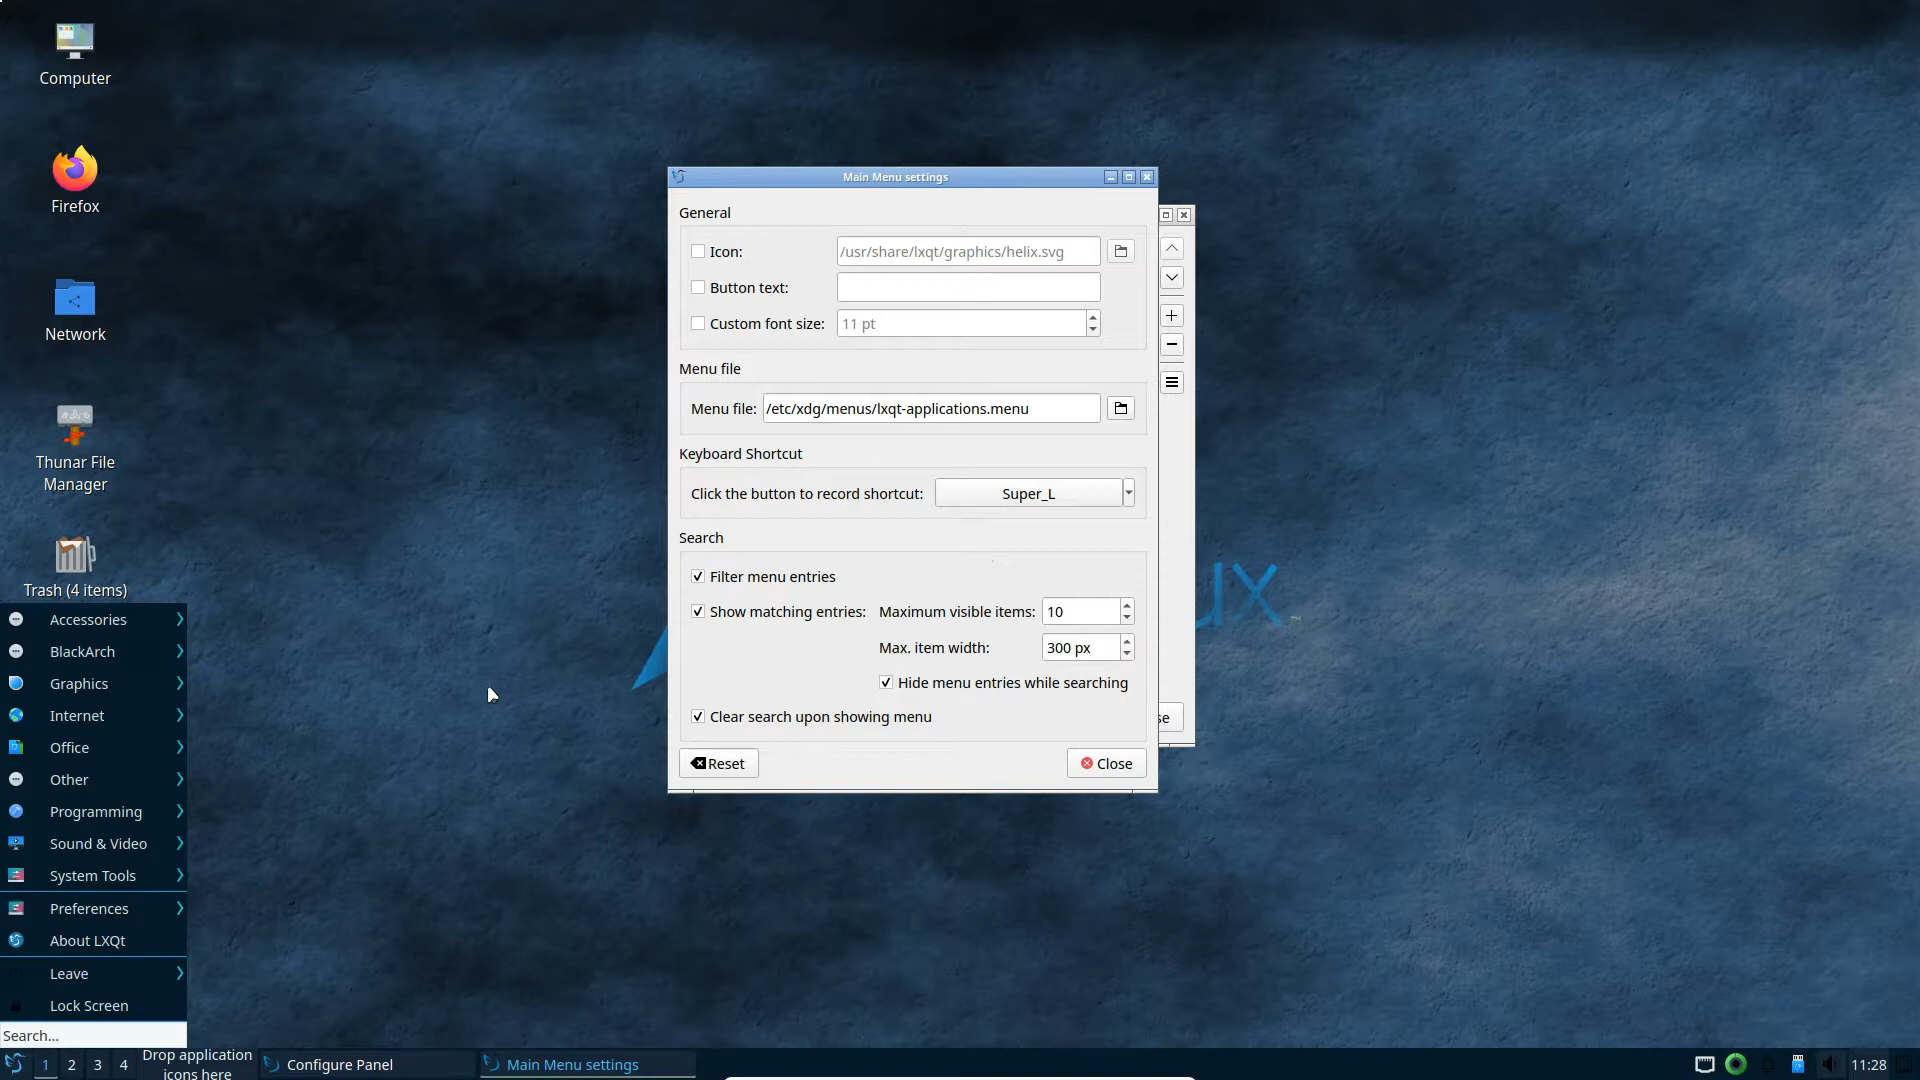 Computer
Firefox
Network
Thunar File
Manager
Trash (4 items)
Main Menu settings
General
Icon:
/usr/share/lxqt/graphics/helix.svg
Button text:
Custom font size:
11 pt
Menu file
Menu file:
/etc/xdg/menus/lxqt-applications.menu
Keyboard Shortcut
Click the button to record shortcut:
Super_L
Search
Filter menu entries
Show matching entries:
Maximum visible items:
10
Max. item width:
300 px
Hide menu entries while searching
Clear search upon showing menu
Reset
Close
se
ux
Accessories
BlackArch
Graphics
Internet
Office
Other
Programming
Sound & Video
System Tools
Preferences
About LXQt
Leave
Lock Screen
Search...
1
2
3
4
Drop application
icons here
Configure Panel
Main Menu settings
11:28